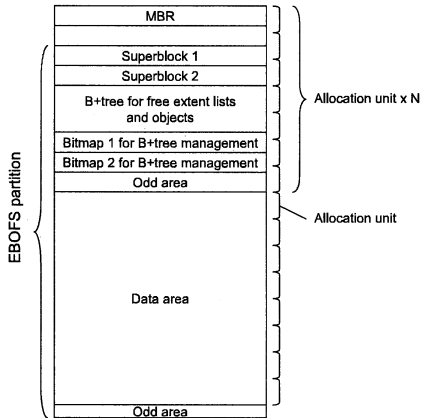 MBR
Superblock 1
Superblock 2
B+tree for free extent lists
and objects
Bitmap 1 for B+tree management
Bitmap 2 for B+tree management
Odd area
Data area
Odd area
EBOFS partition
Allocation unit x N
Allocation unit